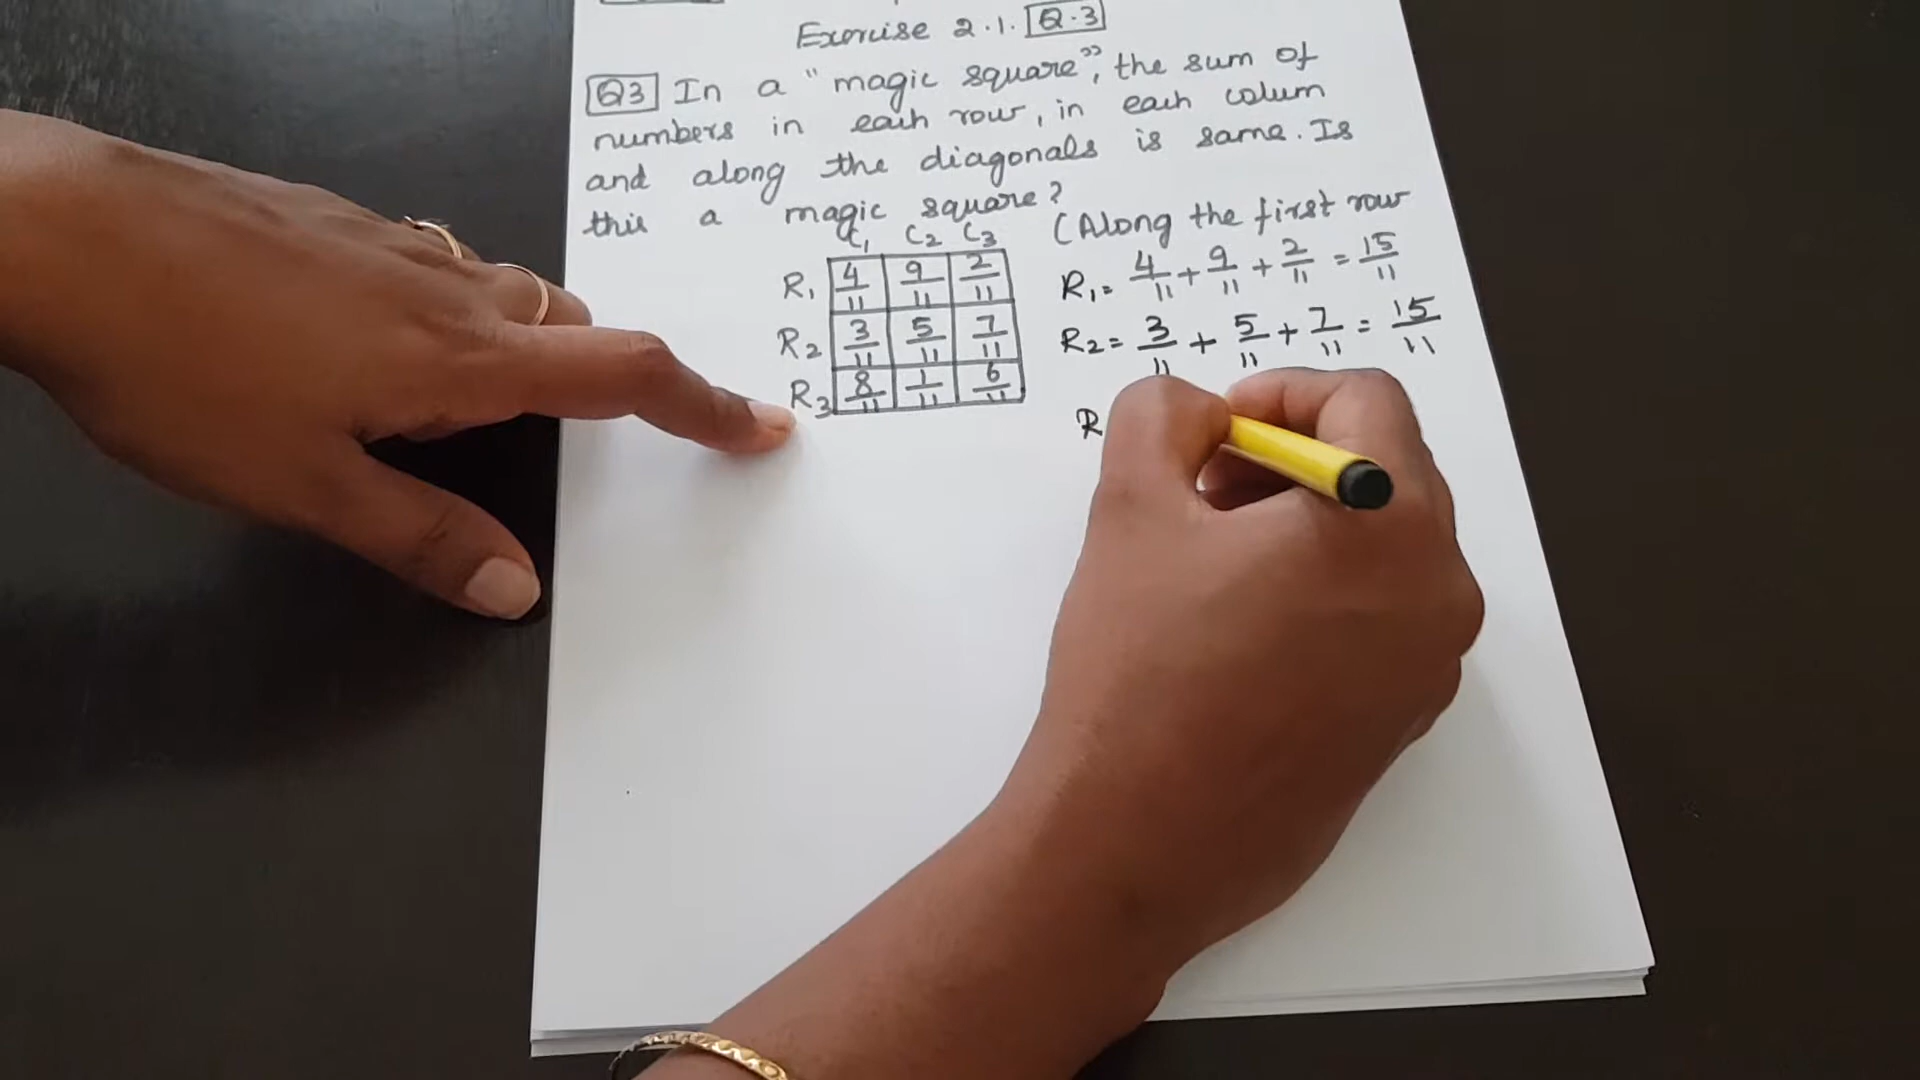 Exercise 2.1. Q.3
Q3 In a "magic square", the sum of
numbers in each row, in each colum
and along the diagonals is same. Is
this a magic square?
(Along the first row
C1 C2 C3
R1 4/11 9/11 2/11
R2 3/11 5/11 7/11
R3 8/11 1/11 6/11
R1= 4/11 + 9/11 + 2/11 = 15/11
R2= 3/11 + 5/11 + 7/11 = 15/11
R